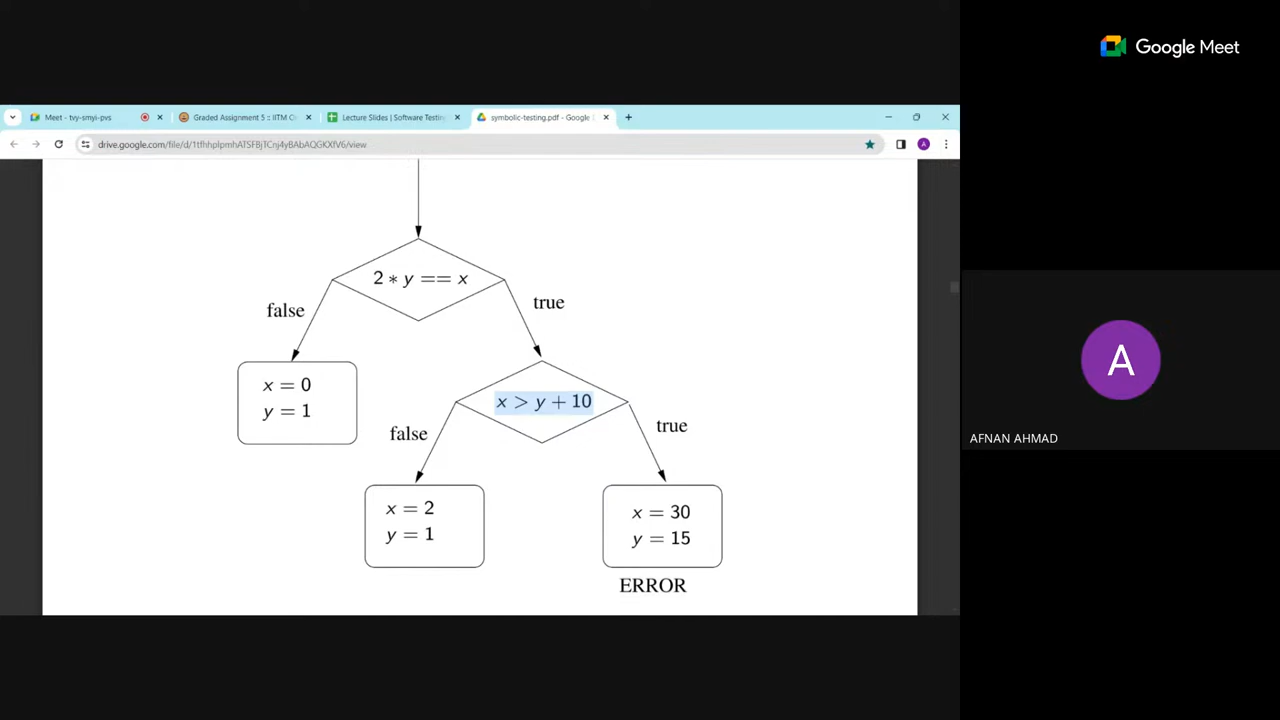 Google Meet
Meet - tvy-smyi-pvs
Graded Assignment 5 :: IITM O
Lecture Slides | Software Testing
symbolic-testing.pdf - Google
2 ∗ y == x
false
true
x = 0
y = 1
x > y + 10
false
true
x = 2
y = 1
x = 30
y = 15
ERROR
A
AFNAN AHMAD